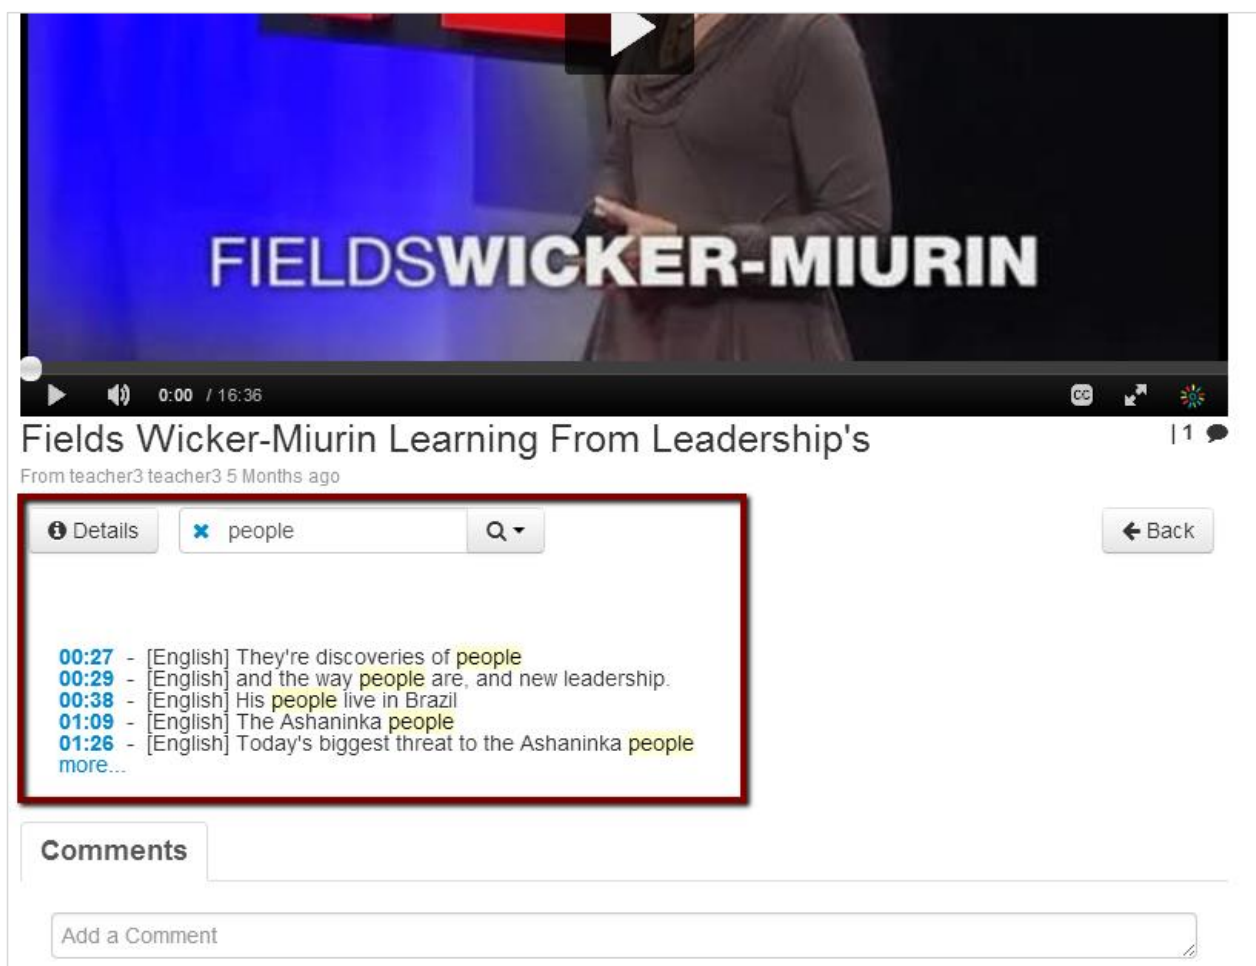 FIELDSWICKER-MIURIN
0:00 / 16:36
CC
Fields Wicker-Miurin Learning From Leadership's
| 1
From teacher3 teacher3 5 Months ago
Details
people
Back
00:27 - [English] They're discoveries of people
00:29 - [English] and the way people are, and new leadership.
00:38 - [English] His people live in Brazil
01:09 - [English] The Ashaninka people
01:26 - [English] Today's biggest threat to the Ashaninka people
more...
Comments
Add a Comment